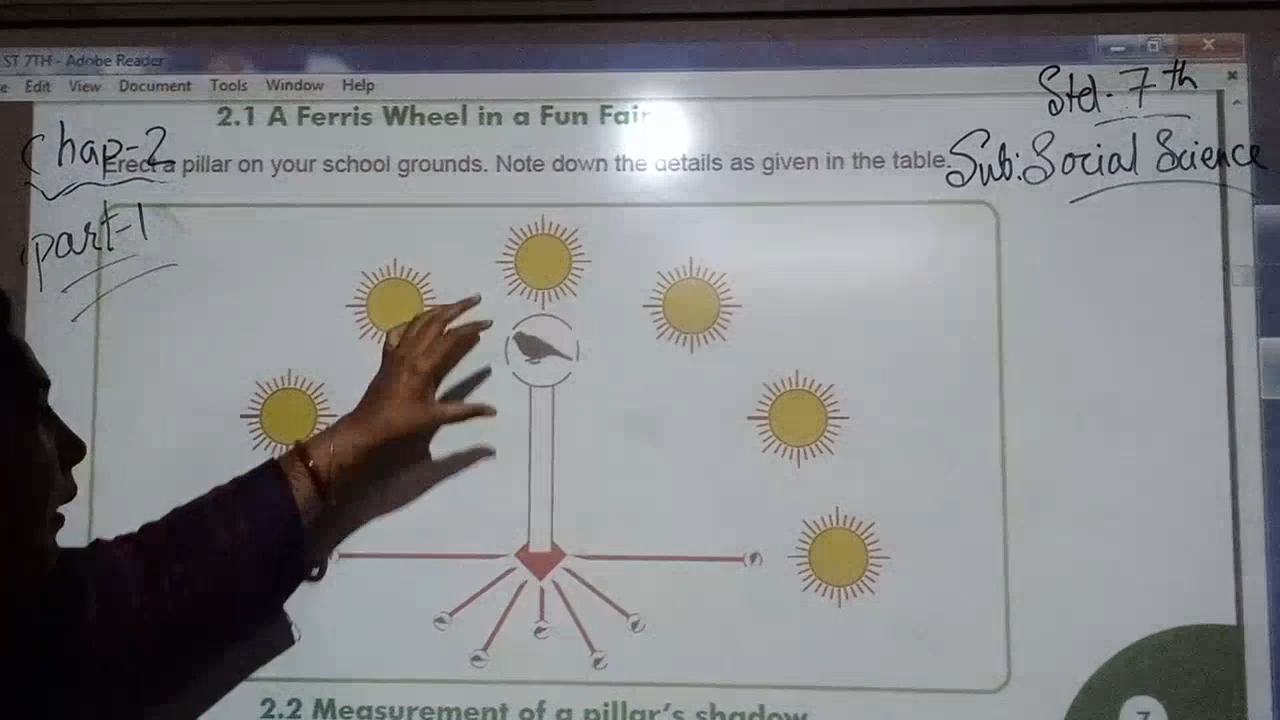 ST 7TH - Adobe Reader
Edit View Document Tools Window Help
Std- 7th
2.1 A Ferris Wheel in a Fun Fair
Chap-2
Erect a pillar on your school grounds. Note down the details as given in the table.
Sub: Social Science
part-1
2.2 Measurement of a pillar's shadow